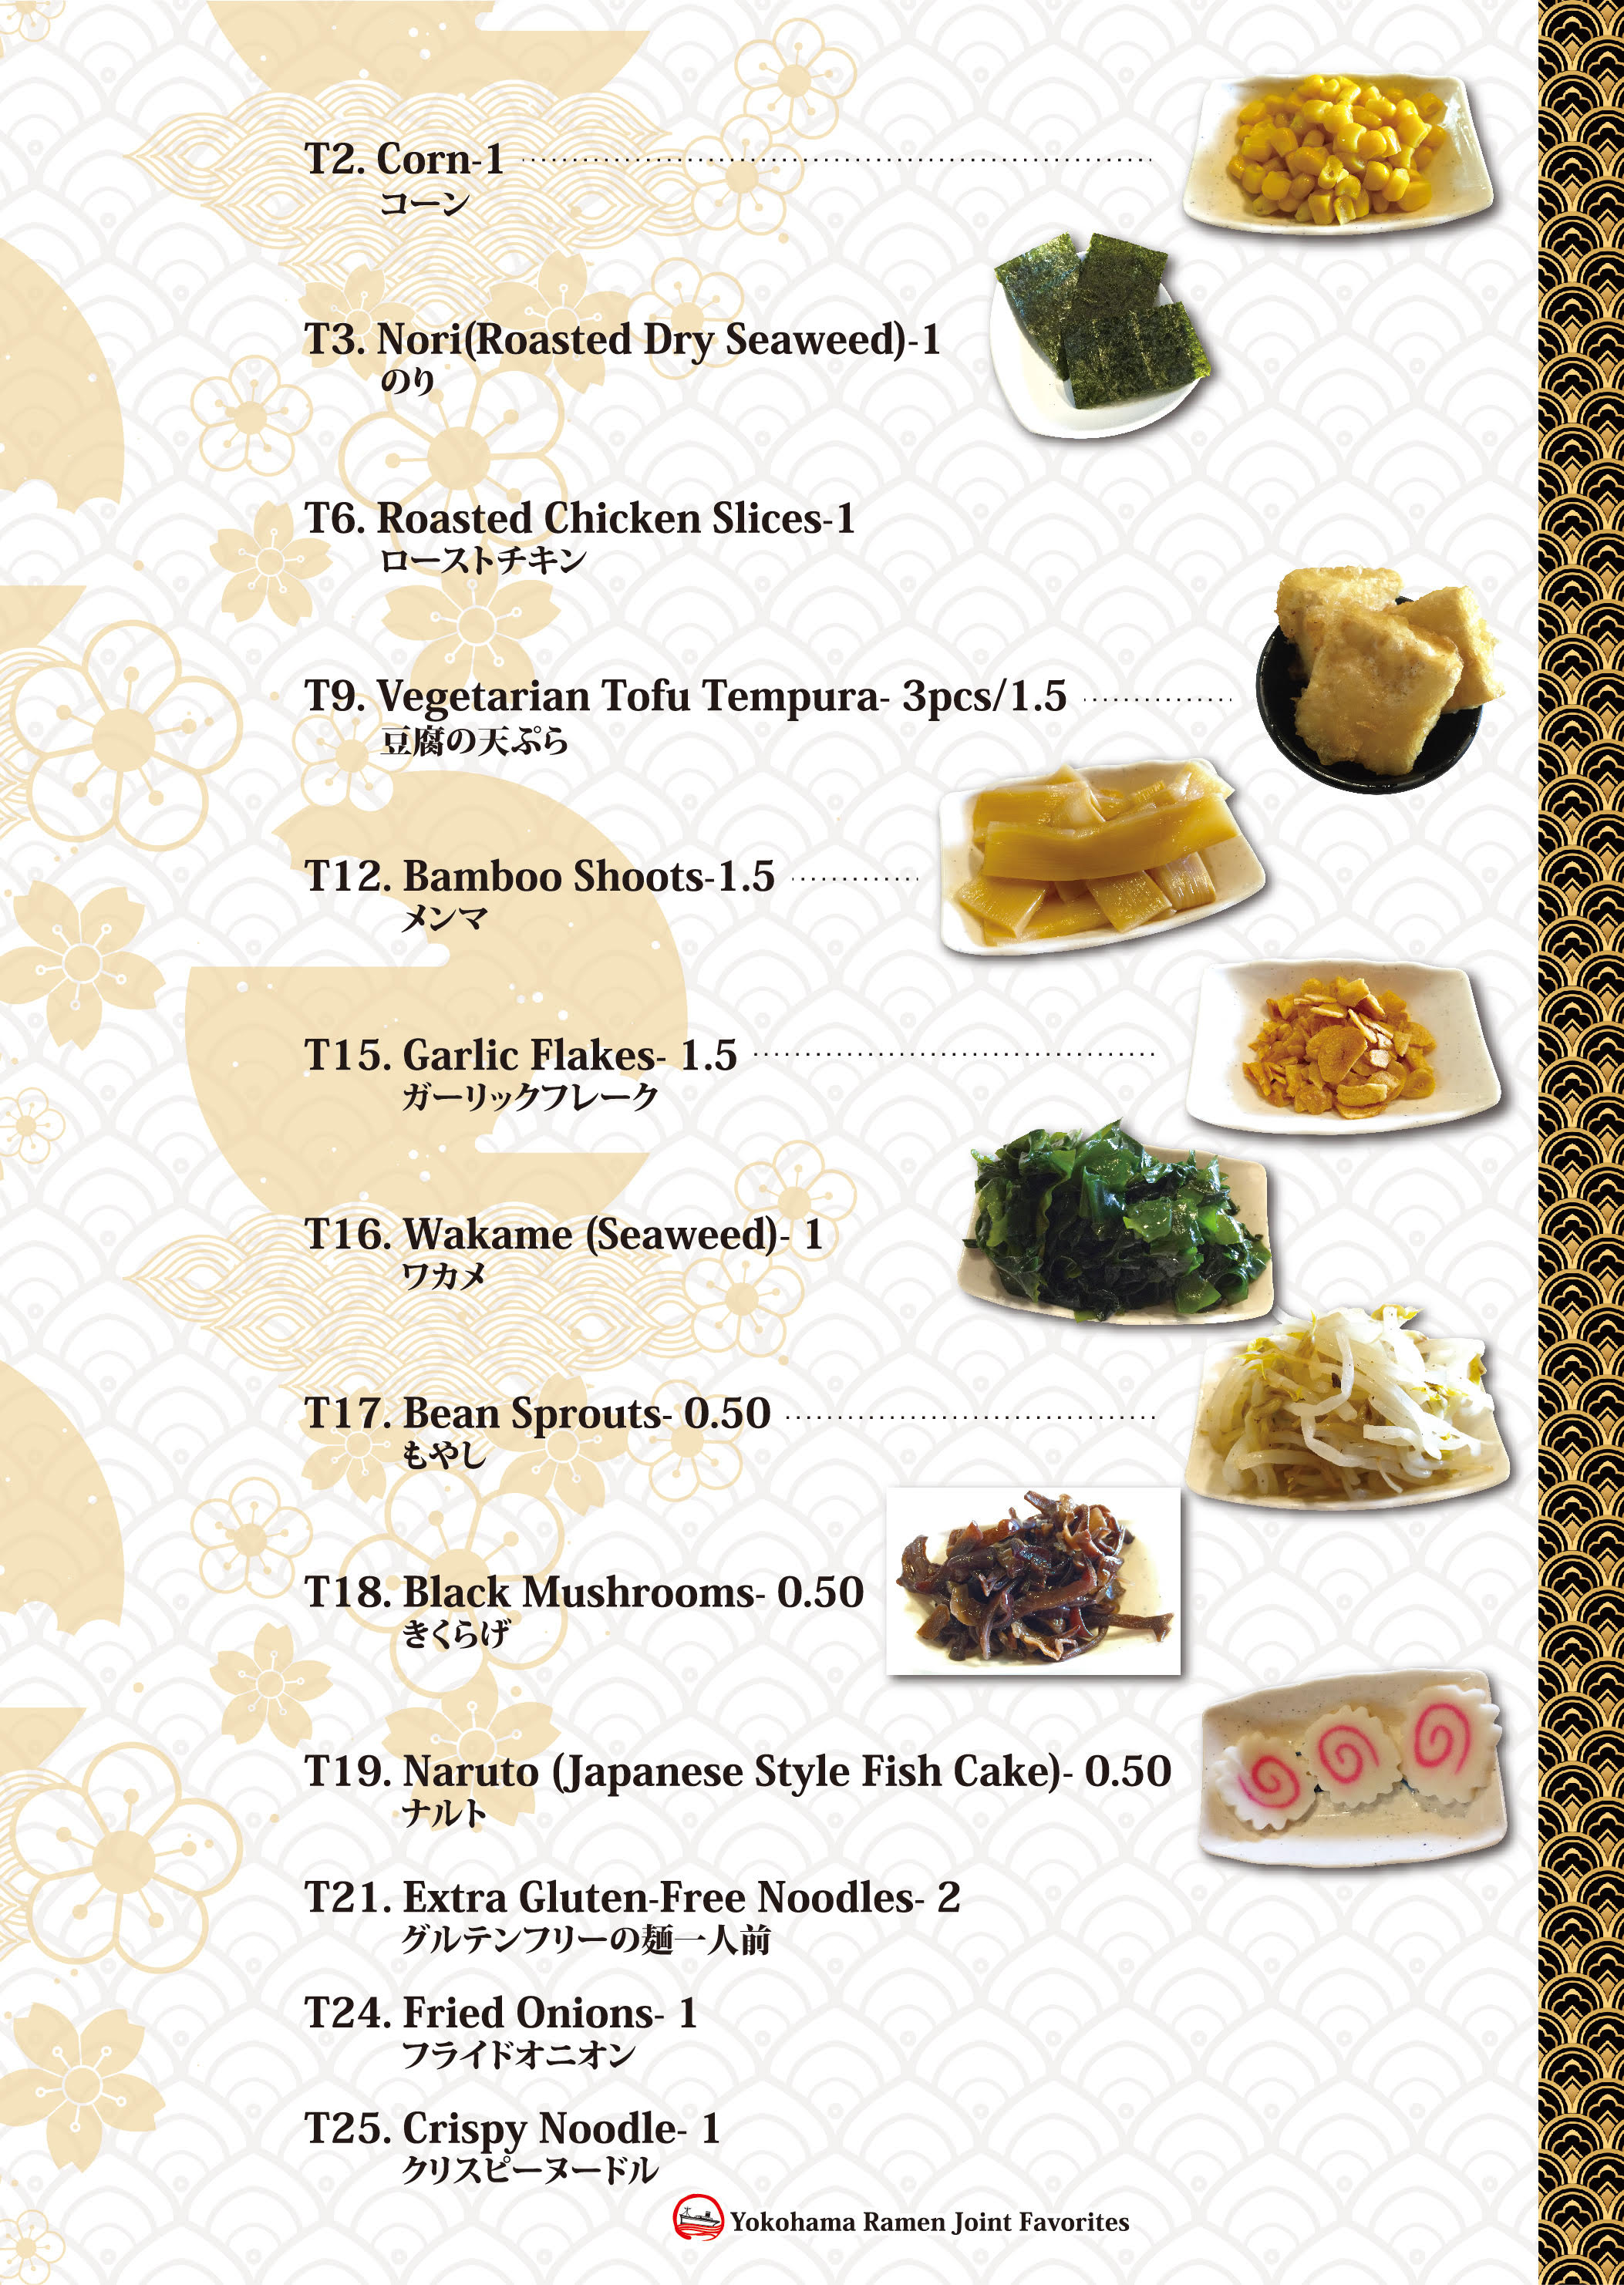 T2. Corn-1
コーン
T3. Nori(Roasted Dry Seaweed)-1
のり
T6. Roasted Chicken Slices-1
ローストチキン
T9. Vegetarian Tofu Tempura- 3pcs/1.5
豆腐の天ぷら
T12. Bamboo Shoots-1.5
メンマ
T15. Garlic Flakes- 1.5
ガーリックフレーク
T16. Wakame (Seaweed)- 1
ワカメ
T17. Bean Sprouts- 0.50
もやし
T18. Black Mushrooms- 0.50
きくらげ
T19. Naruto (Japanese Style Fish Cake)- 0.50
ナルト
T21. Extra Gluten-Free Noodles- 2
グルテンフリーの麺一人前
T24. Fried Onions- 1
フライドオニオン
T25. Crispy Noodle- 1
クリスピーヌードル
Yokohama Ramen Joint Favorites